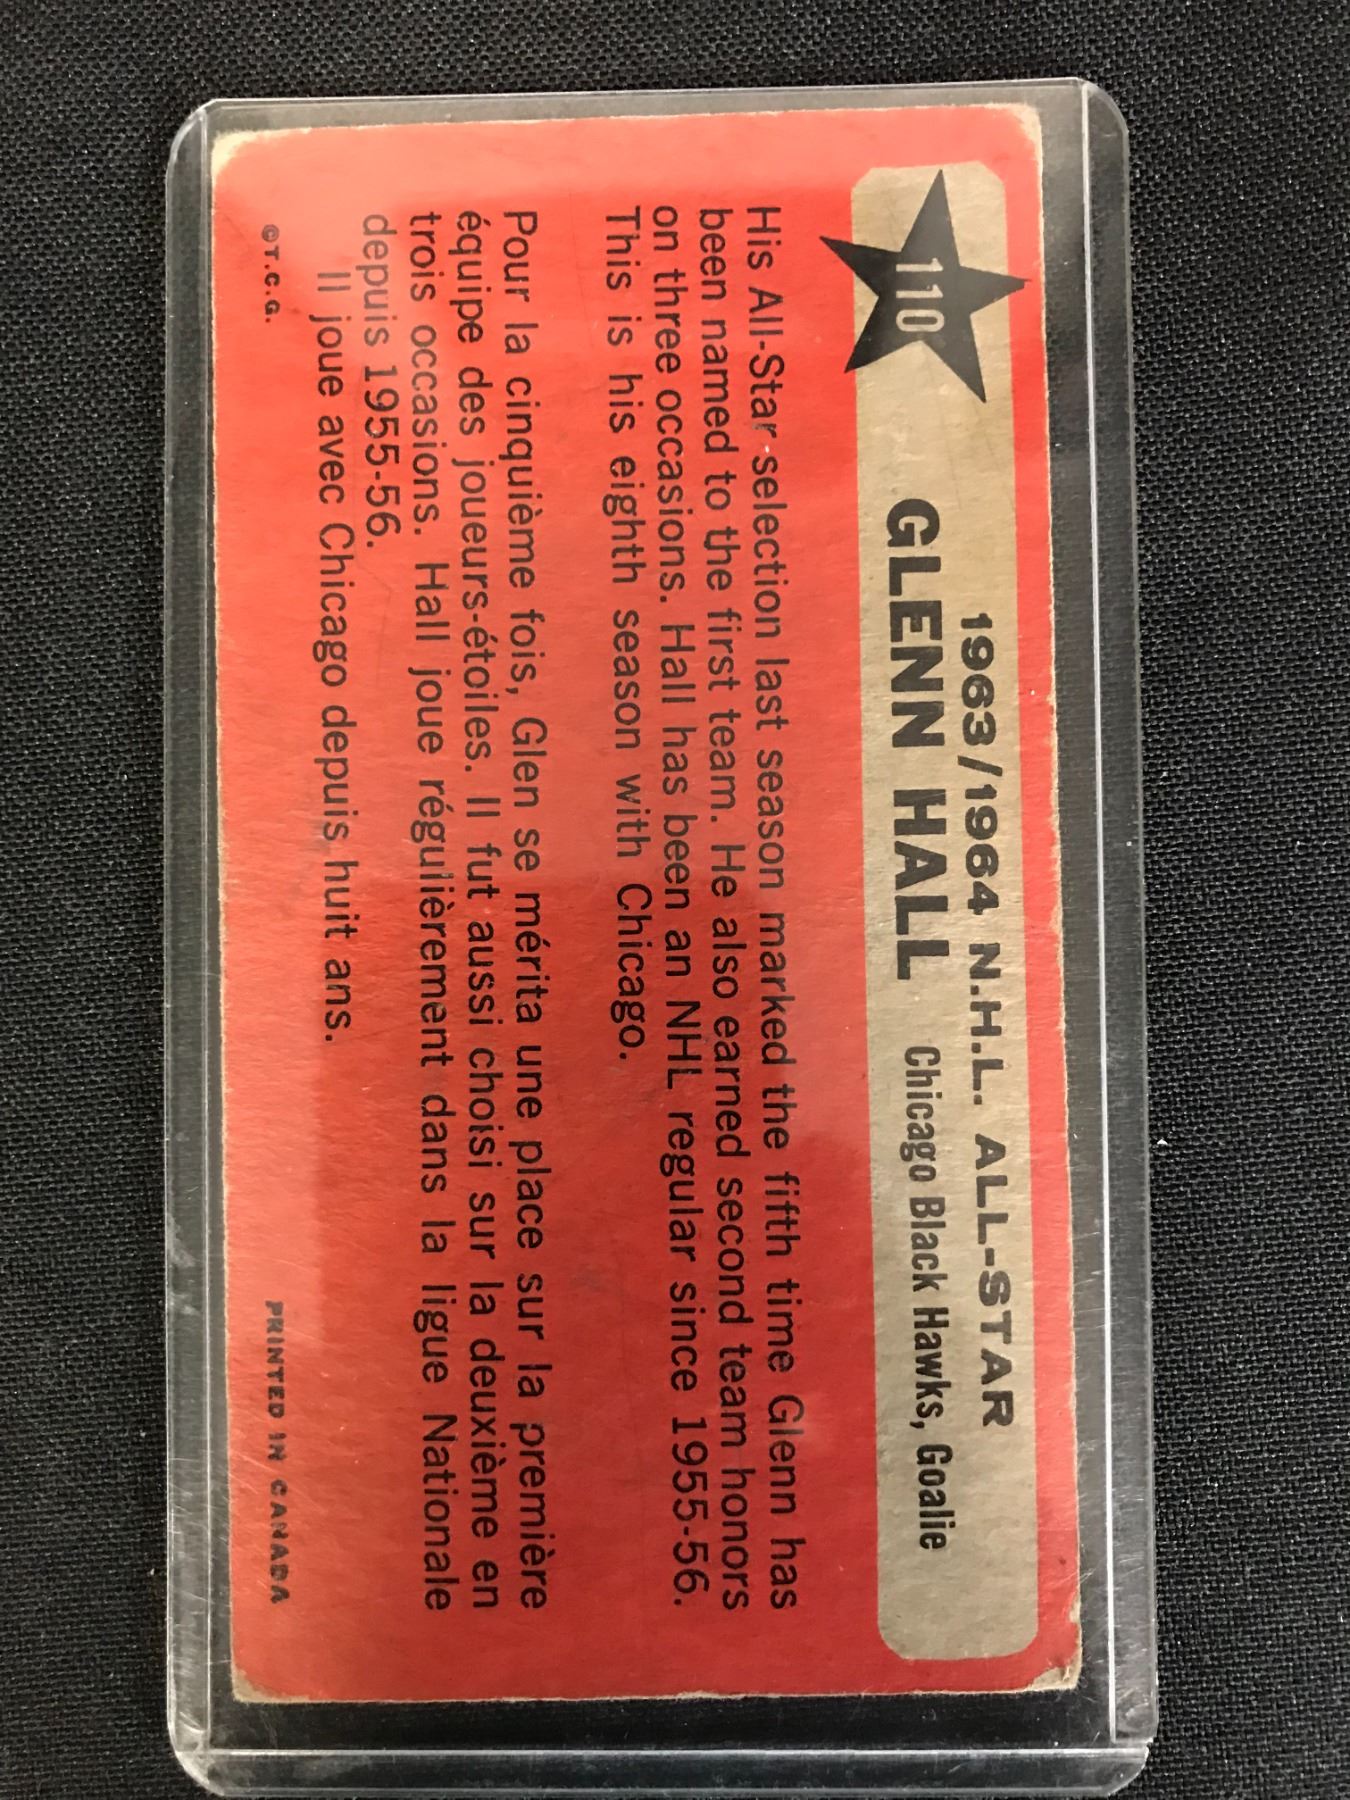 110
1963/1964 N.H.L. ALL-STAR
GLENN HALL Chicago Black Hawks, Goalie
His All-Star selection last season marked the fifth time Glenn has
been named to the first team. He also earned second team honors
on three occasions. Hall has been an NHL regular since 1955-56.
This is his eighth season with Chicago.
Pour la cinquième fois, Glen se mérita une place sur la première
équipe des joueurs-étoiles. Il fut aussi choisi sur la deuxième en
trois occasions. Hall joue régulièrement dans la ligue Nationale
depuis 1955-56.
Il joue avec Chicago depuis huit ans.
©T.C.G. PRINTED IN CANADA